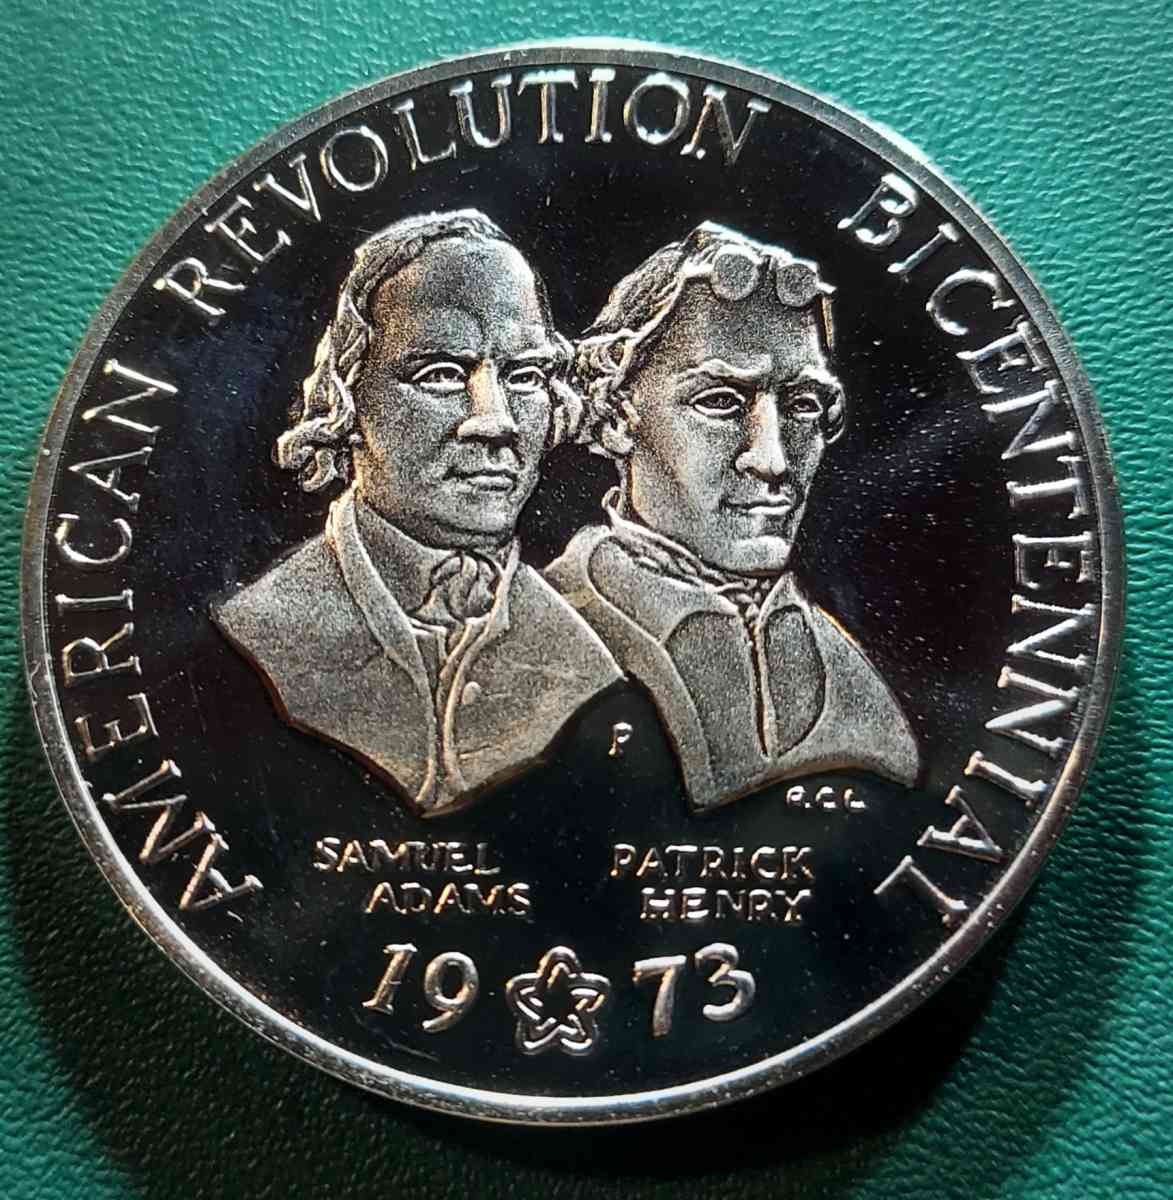 AMERICAN REVOLUTION BICENTENNIAL
P
R.C.L
SAMUEL PATRICK
ADAMS HENRY
1973